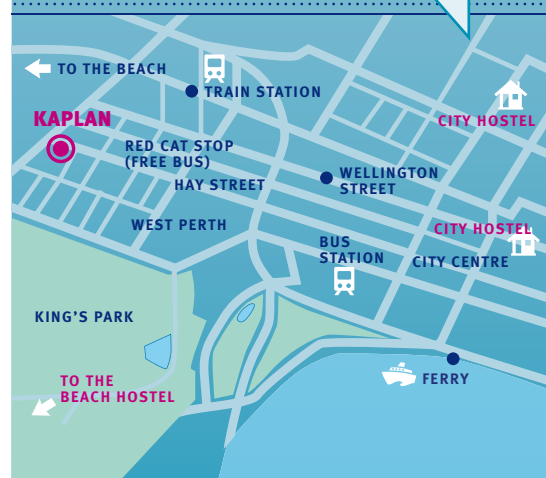 TO THE BEACH
TRAIN STATION
KAPLAN
CITY HOSTEL
RED CAT STOP
(FREE BUS)
HAY STREET
WELLINGTON
STREET
WEST PERTH
CITY HOSTEL
BUS
STATION
CITY CENTRE
KING'S PARK
TO THE
BEACH HOSTEL
FERRY